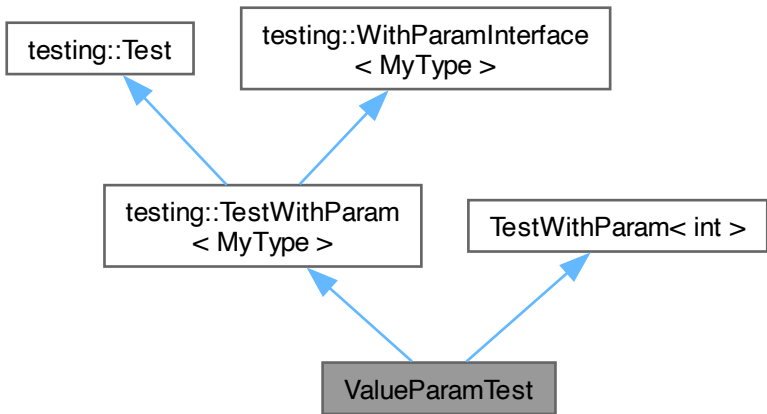 testing::Test
testing::WithParamInterface
< MyType >
testing::TestWithParam
< MyType >
TestWithParam< int >
ValueParamTest